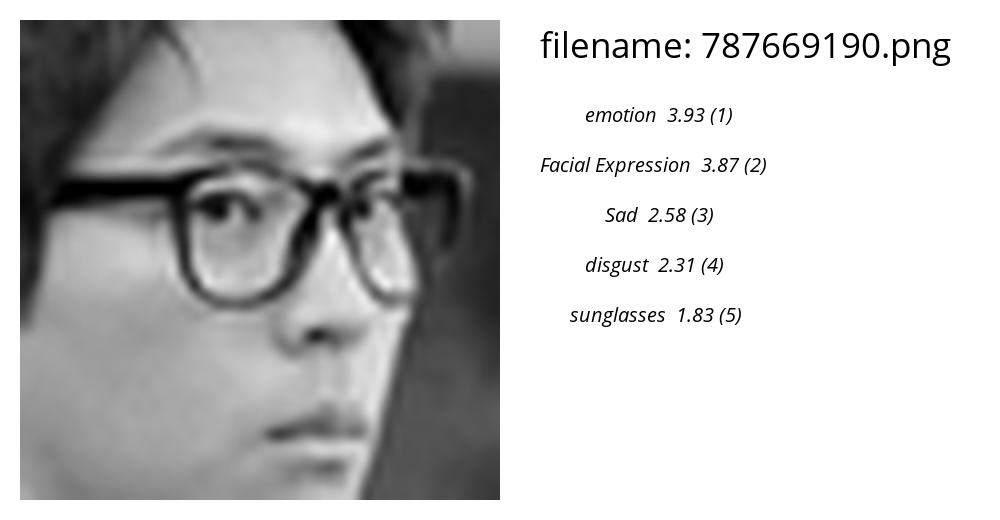 filename: 787669190.png
emotion 3.93 (1)
Facial Expression 3.87 (2)
Sad 2.58 (3)
disgust 2.31 (4)
sunglasses 1.83 (5)